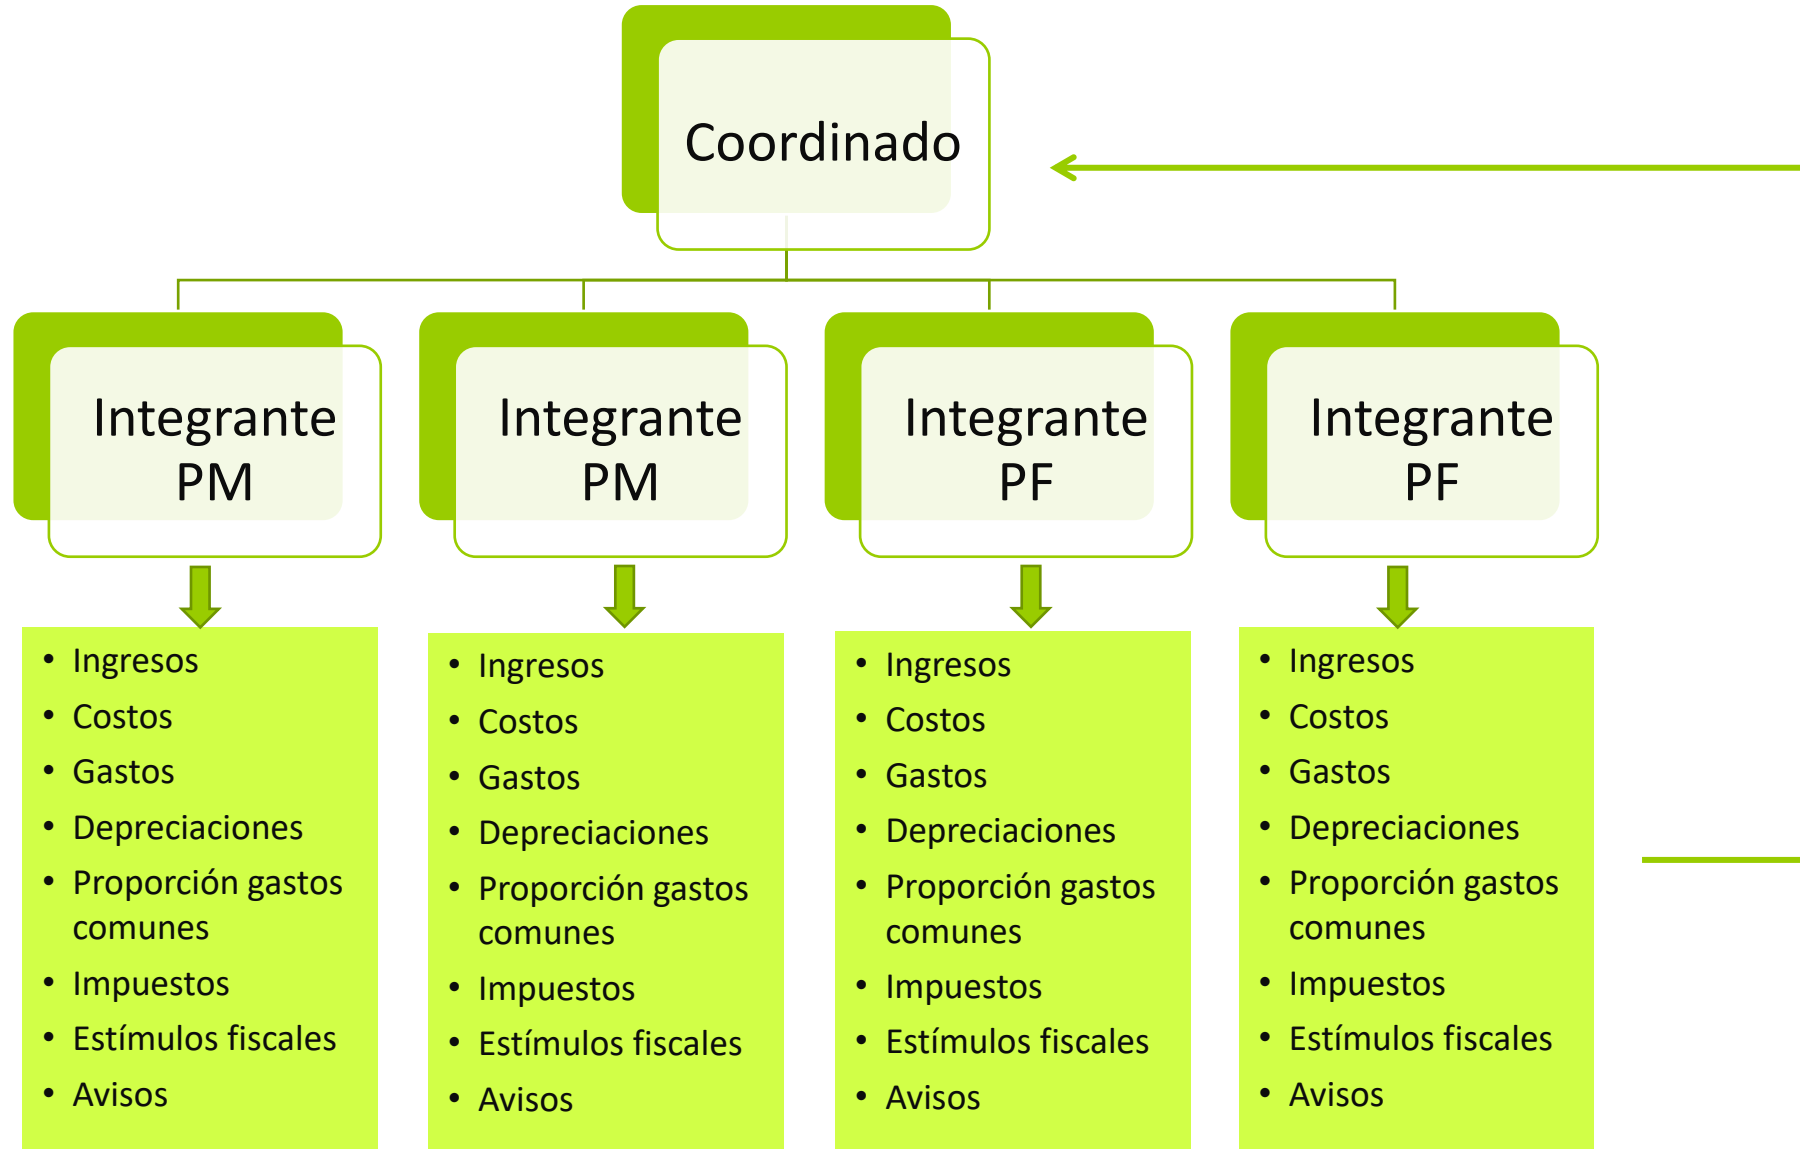 Coordinado
Integrante
PM
Integrante
PM
Integrante
PF
Integrante
PF
• Ingresos
• Costos
• Gastos
• Depreciaciones
• Proporción gastos
comunes
• Impuestos
• Estímulos fiscales
• Avisos
• Ingresos
• Costos
• Gastos
• Depreciaciones
• Proporción gastos
comunes
• Impuestos
• Estímulos fiscales
• Avisos
• Ingresos
• Costos
• Gastos
• Depreciaciones
• Proporción gastos
comunes
• Impuestos
• Estímulos fiscales
• Avisos
• Ingresos
• Costos
• Gastos
• Depreciaciones
• Proporción gastos
comunes
• Impuestos
• Estímulos fiscales
• Avisos